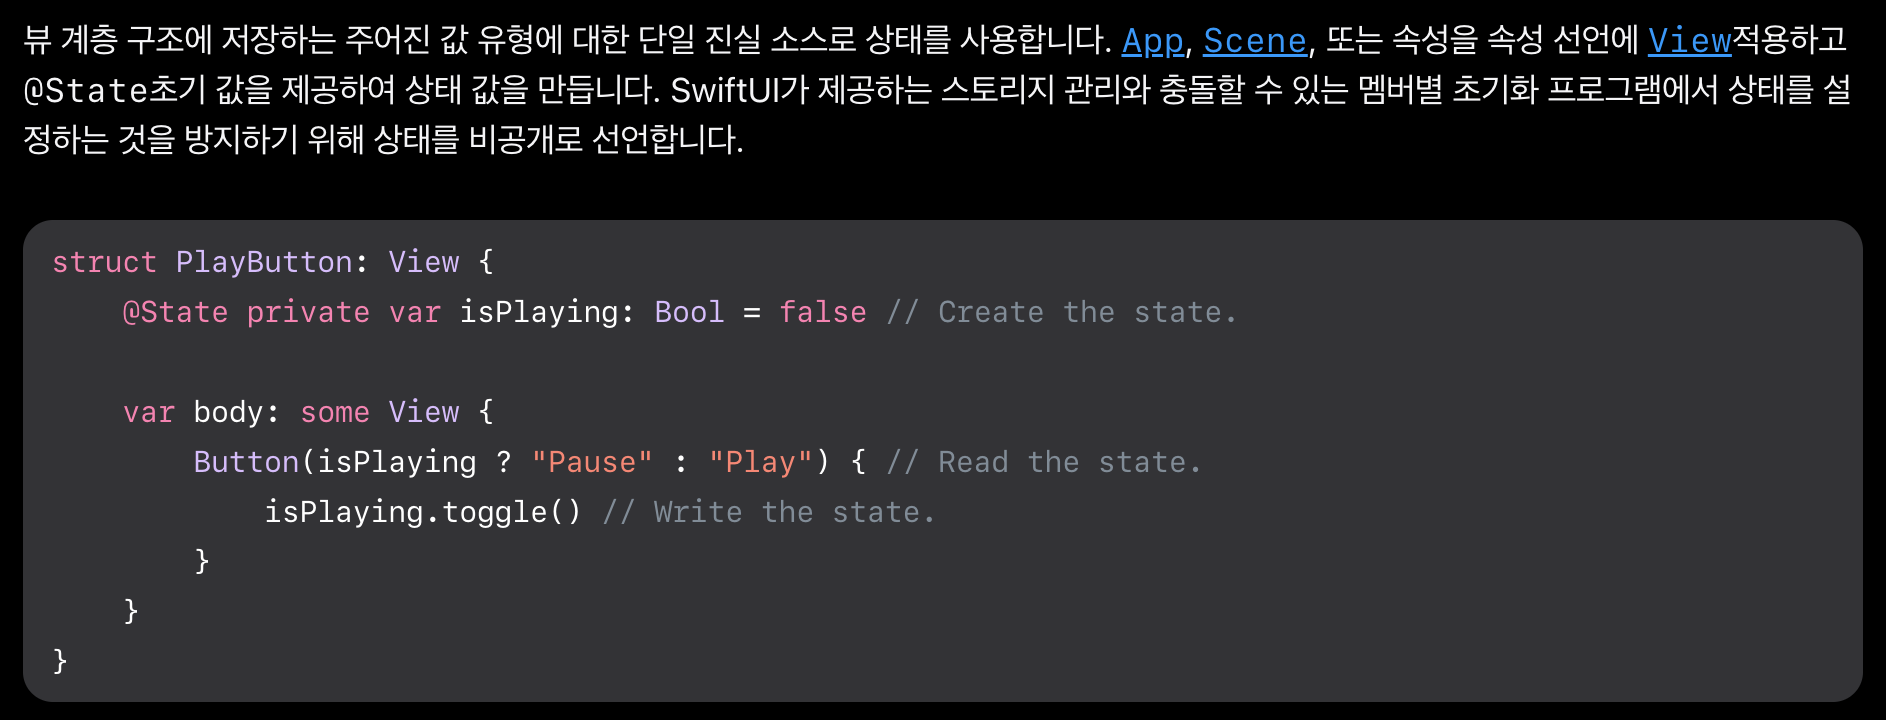 뷰 계층 구조에 저장하는 주어진 값 유형에 대한 단일 진실 소스로 상태를 사용합니다. App, Scene, 또는 속성을 속성 선언에 View적용하고
@State초기 값을 제공하여 상태 값을 만듭니다. SwiftUI가 제공하는 스토리지 관리와 충돌할 수 있는 멤버별 초기화 프로그램에서 상태를 설
정하는 것을 방지하기 위해 상태를 비공개로 선언합니다.
struct PlayButton: View {
    @State private var isPlaying: Bool = false // Create the state.

    var body: some View {
        Button(isPlaying ? "Pause" : "Play") { // Read the state.
            isPlaying.toggle() // Write the state.
        }
    }
}